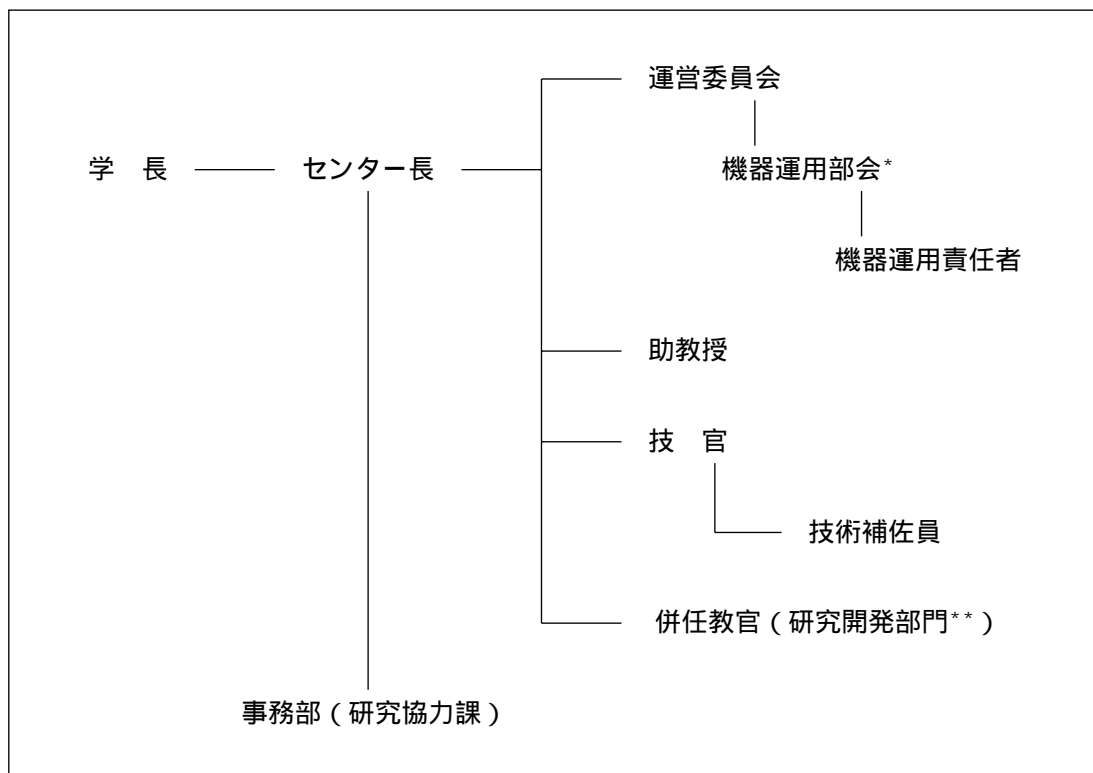 運営委員会
学　長
センター長
機器運用部会*
機器運用責任者
助教授
技　官
技術補佐員
併任教官（研究開発部門**）
事務部（研究協力課）